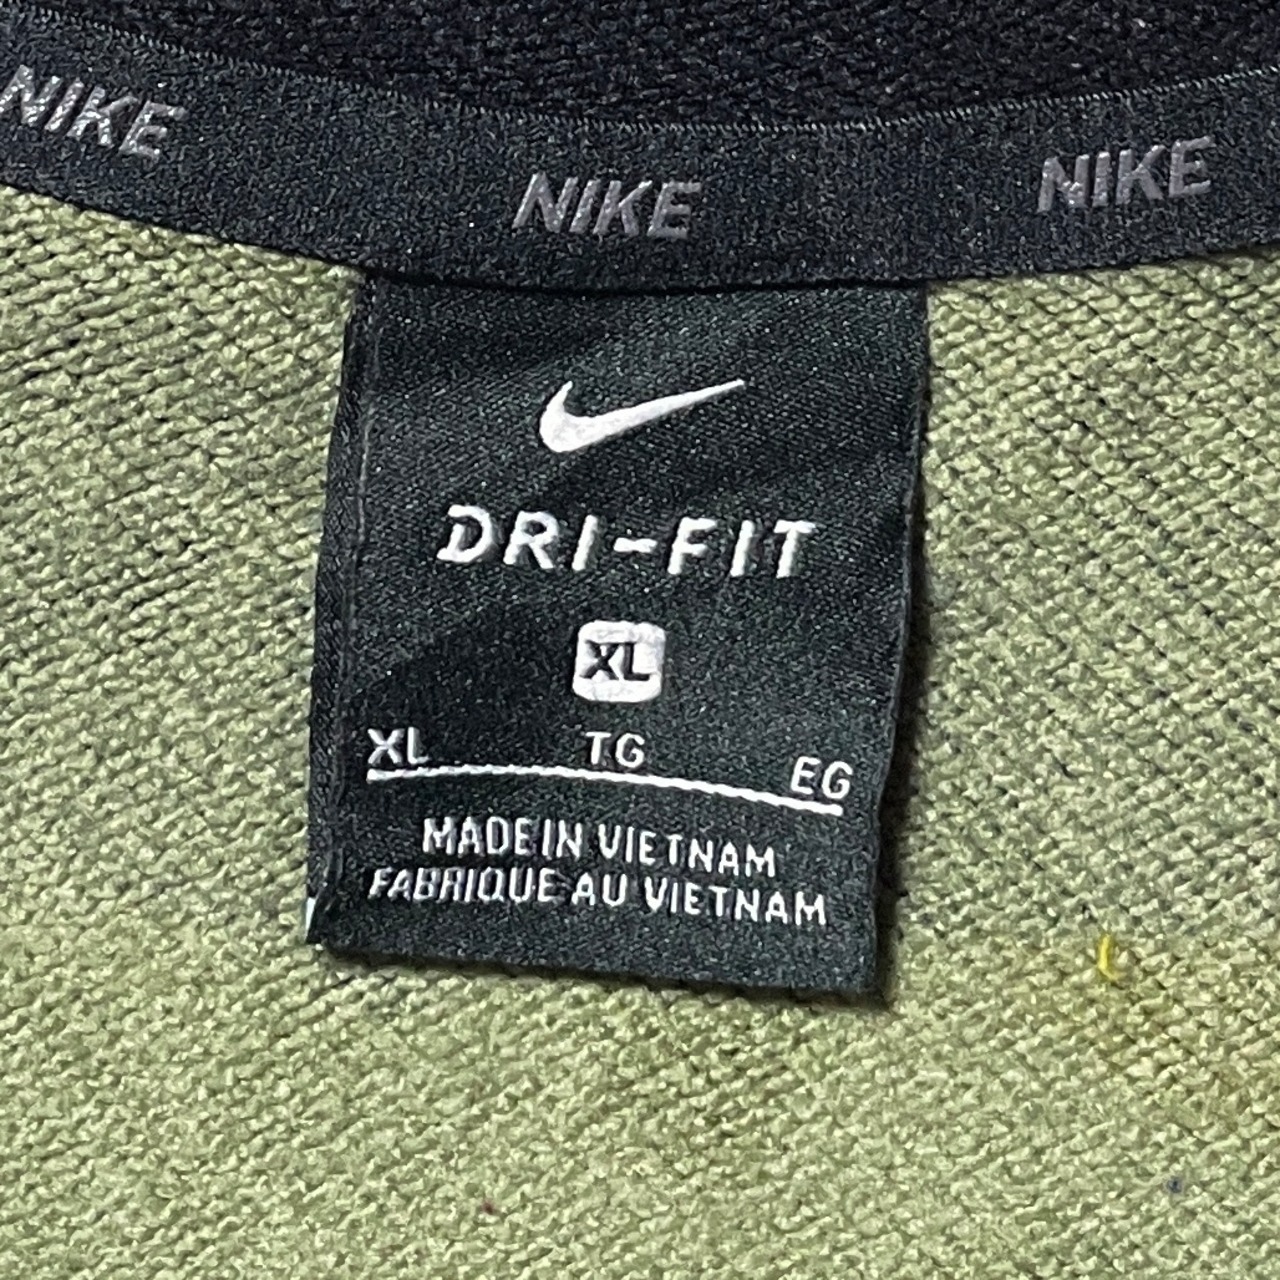 NIKE NIKE NIKE
DRI-FIT
XL
XL TG EG
MADE IN VIETNAM
FABRIQUE AU VIETNAM